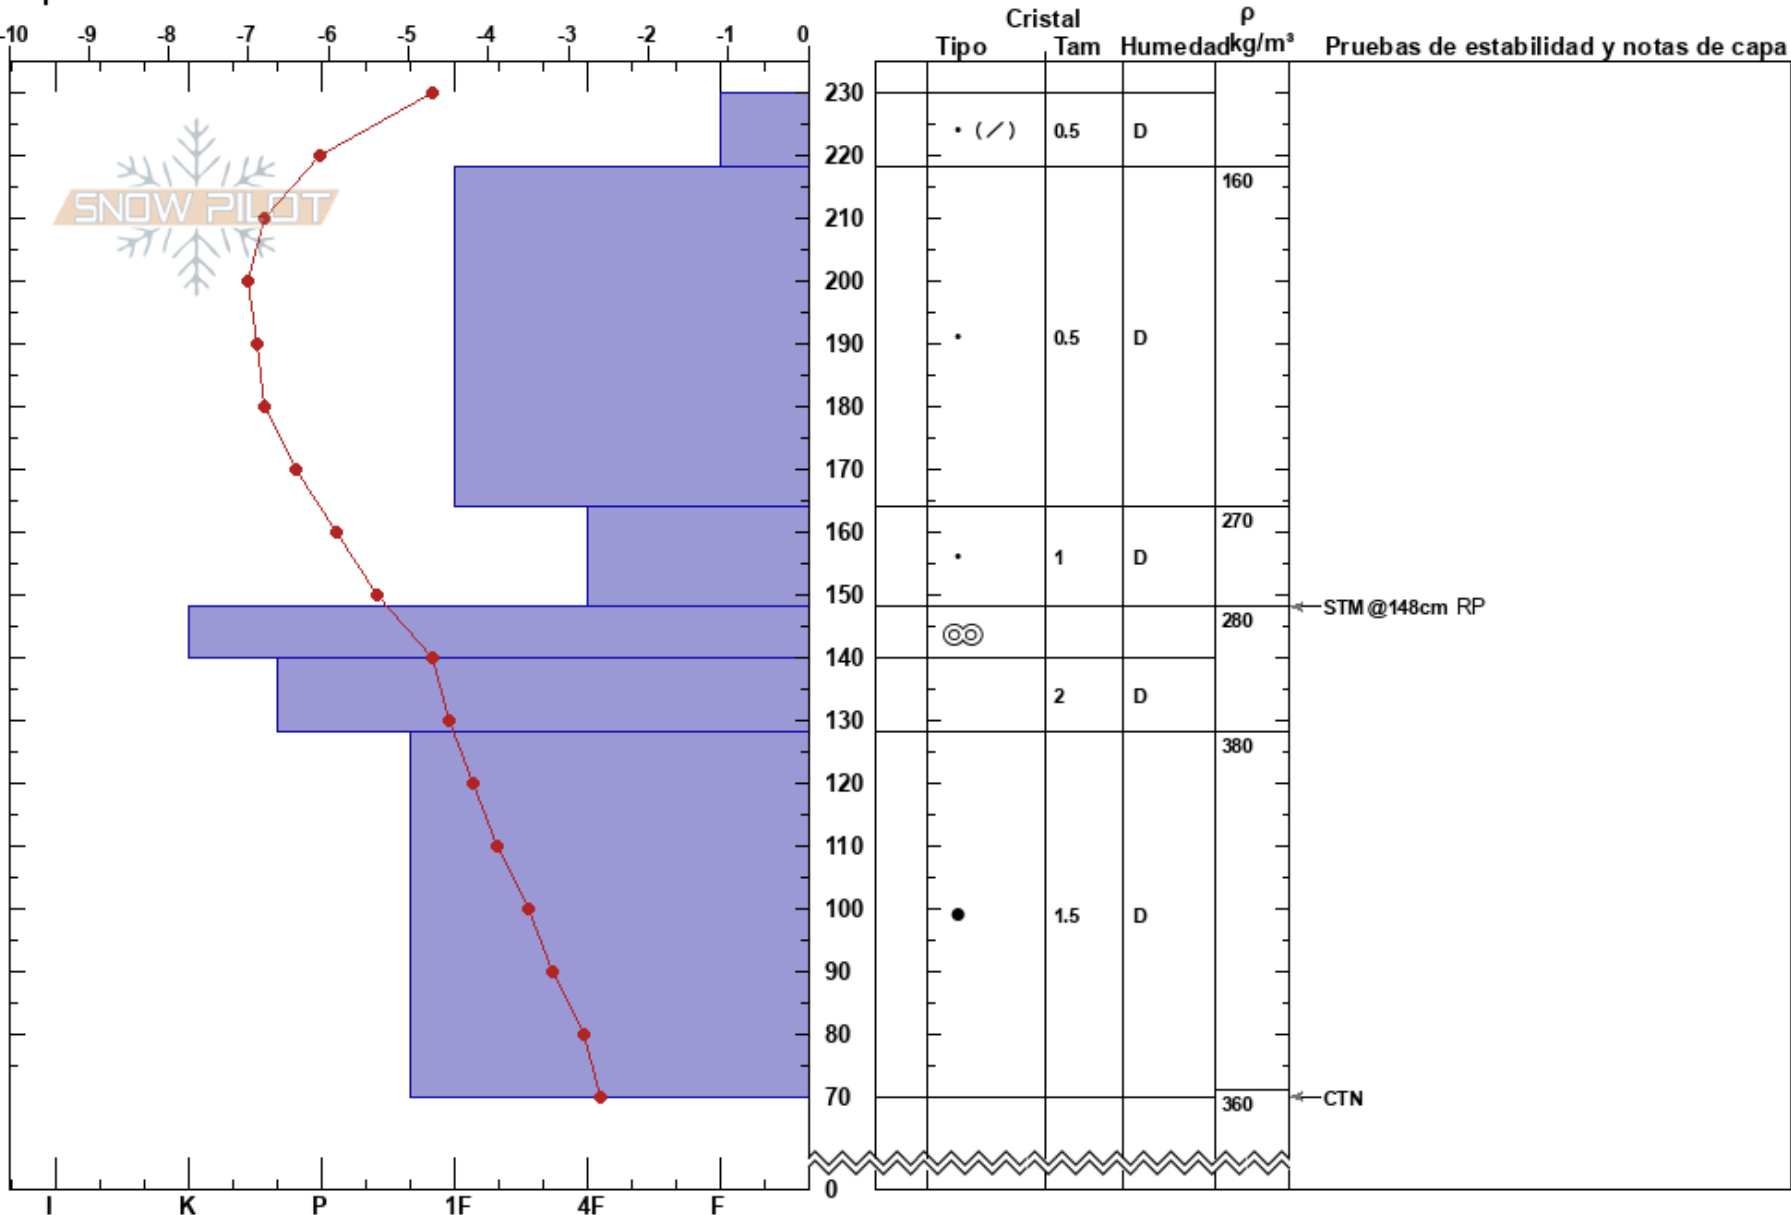 Cristal ρ
-10 -9 -8 -7 -6 -5 -4 -3 -2 -1 0 Tipo Tam Humedad kg/m³ Pruebas de estabilidad y notas de capa
230
0.5 D
220
160
SNOW PILOT
210
200
190 0.5 D
180
170
270
160
1 D
150
STM @148cm RP
280
140
2 D
130
380
120
110
100 1.5 D
90
80
70 360 CTN
0
I K P 1F 4F F